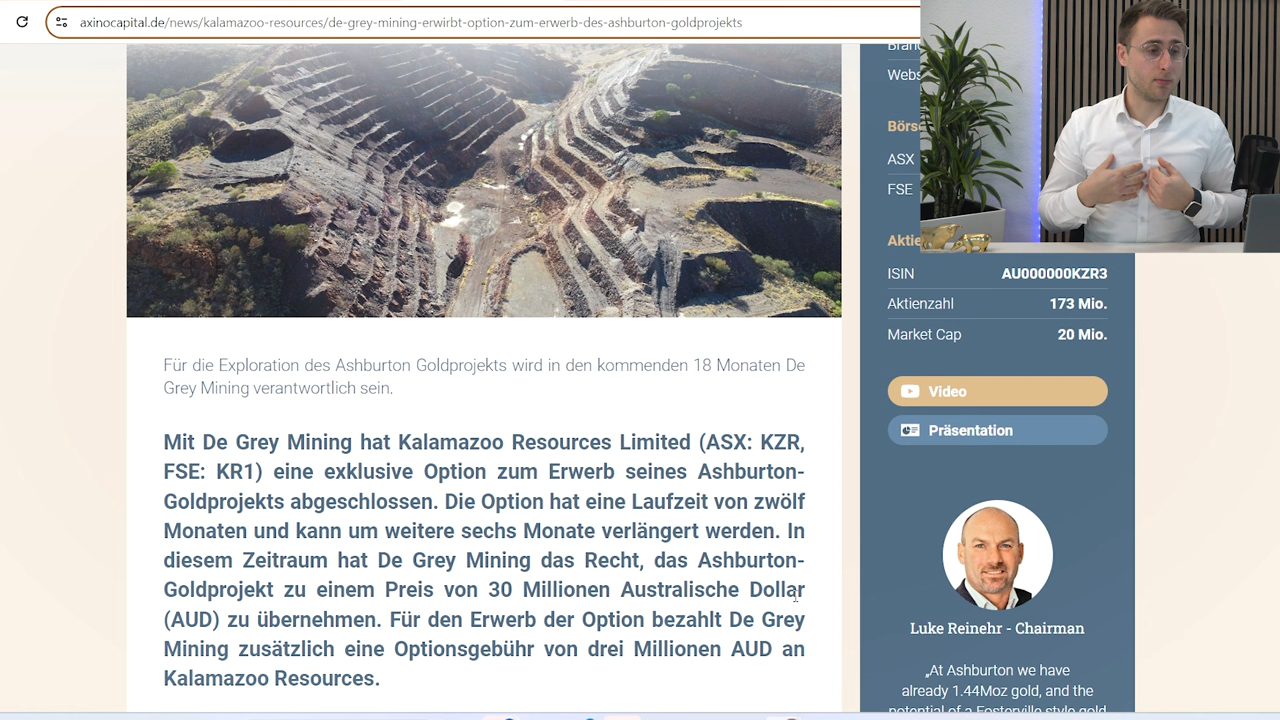 axinocapital.de/news/kalamazoo-resources/de-grey-mining-erwirbt-option-zum-erwerb-des-ashburton-goldprojekts
Für die Exploration des Ashburton Goldprojekts wird in den kommenden 18 Monaten De
Grey Mining verantwortlich sein.
Mit De Grey Mining hat Kalamazoo Resources Limited (ASX: KZR,
FSE: KR1) eine exklusive Option zum Erwerb seines Ashburton-
Goldprojekts abgeschlossen. Die Option hat eine Laufzeit von zwölf
Monaten und kann um weitere sechs Monate verlängert werden. In
diesem Zeitraum hat De Grey Mining das Recht, das Ashburton-
Goldprojekt zu einem Preis von 30 Millionen Australische Dollar
(AUD) zu übernehmen. Für den Erwerb der Option bezahlt De Grey
Mining zusätzlich eine Optionsgebühr von drei Millionen AUD an
Kalamazoo Resources.
ASX
FSE
ISIN AU000000KZR3
Aktienzahl 173 Mio.
Market Cap 20 Mio.
Video
Präsentation
Luke Reinehr - Chairman
„At Ashburton we have
already 1.44Moz gold, and the
potential of a Fosterville style gold